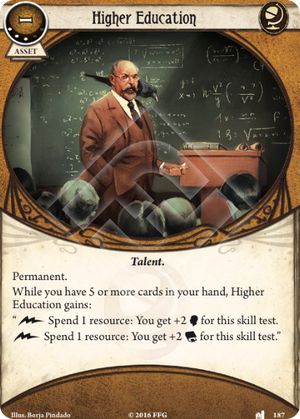 Higher Education
ASSET
Talent.
Permanent.
While you have 5 or more cards in your hand, Higher
Education gains:
“ Spend 1 resource: You get +2 for this skill test.
 Spend 1 resource: You get +2 for this skill test.”
Illus. Borja Pindado
© 2016 FFG
187